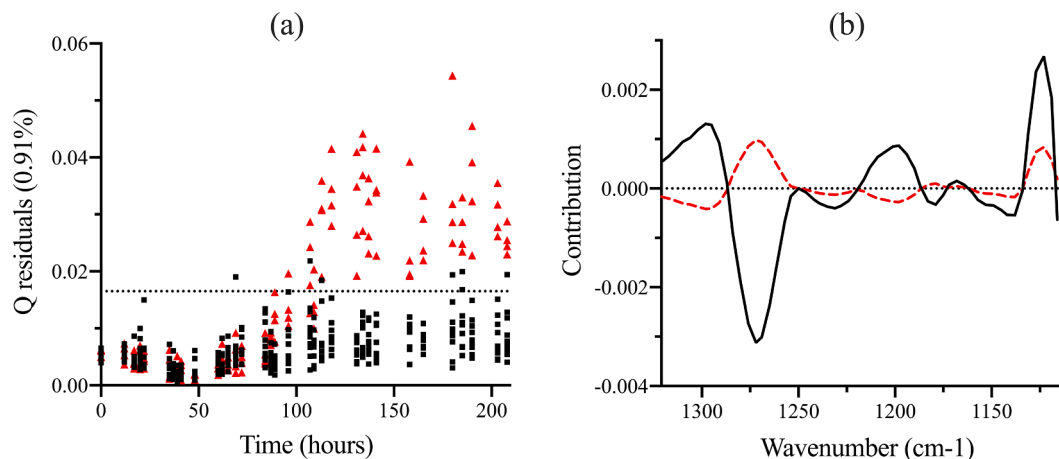 (a)
0.06
0.04
0.02
0.00
Q residuals (0.91%)
0
50
100
150
200
Time (hours)
(b)
0.002
0.000
-0.002
-0.004
Contribution
1300
1250
1200
1150
Wavenumber (cm-1)